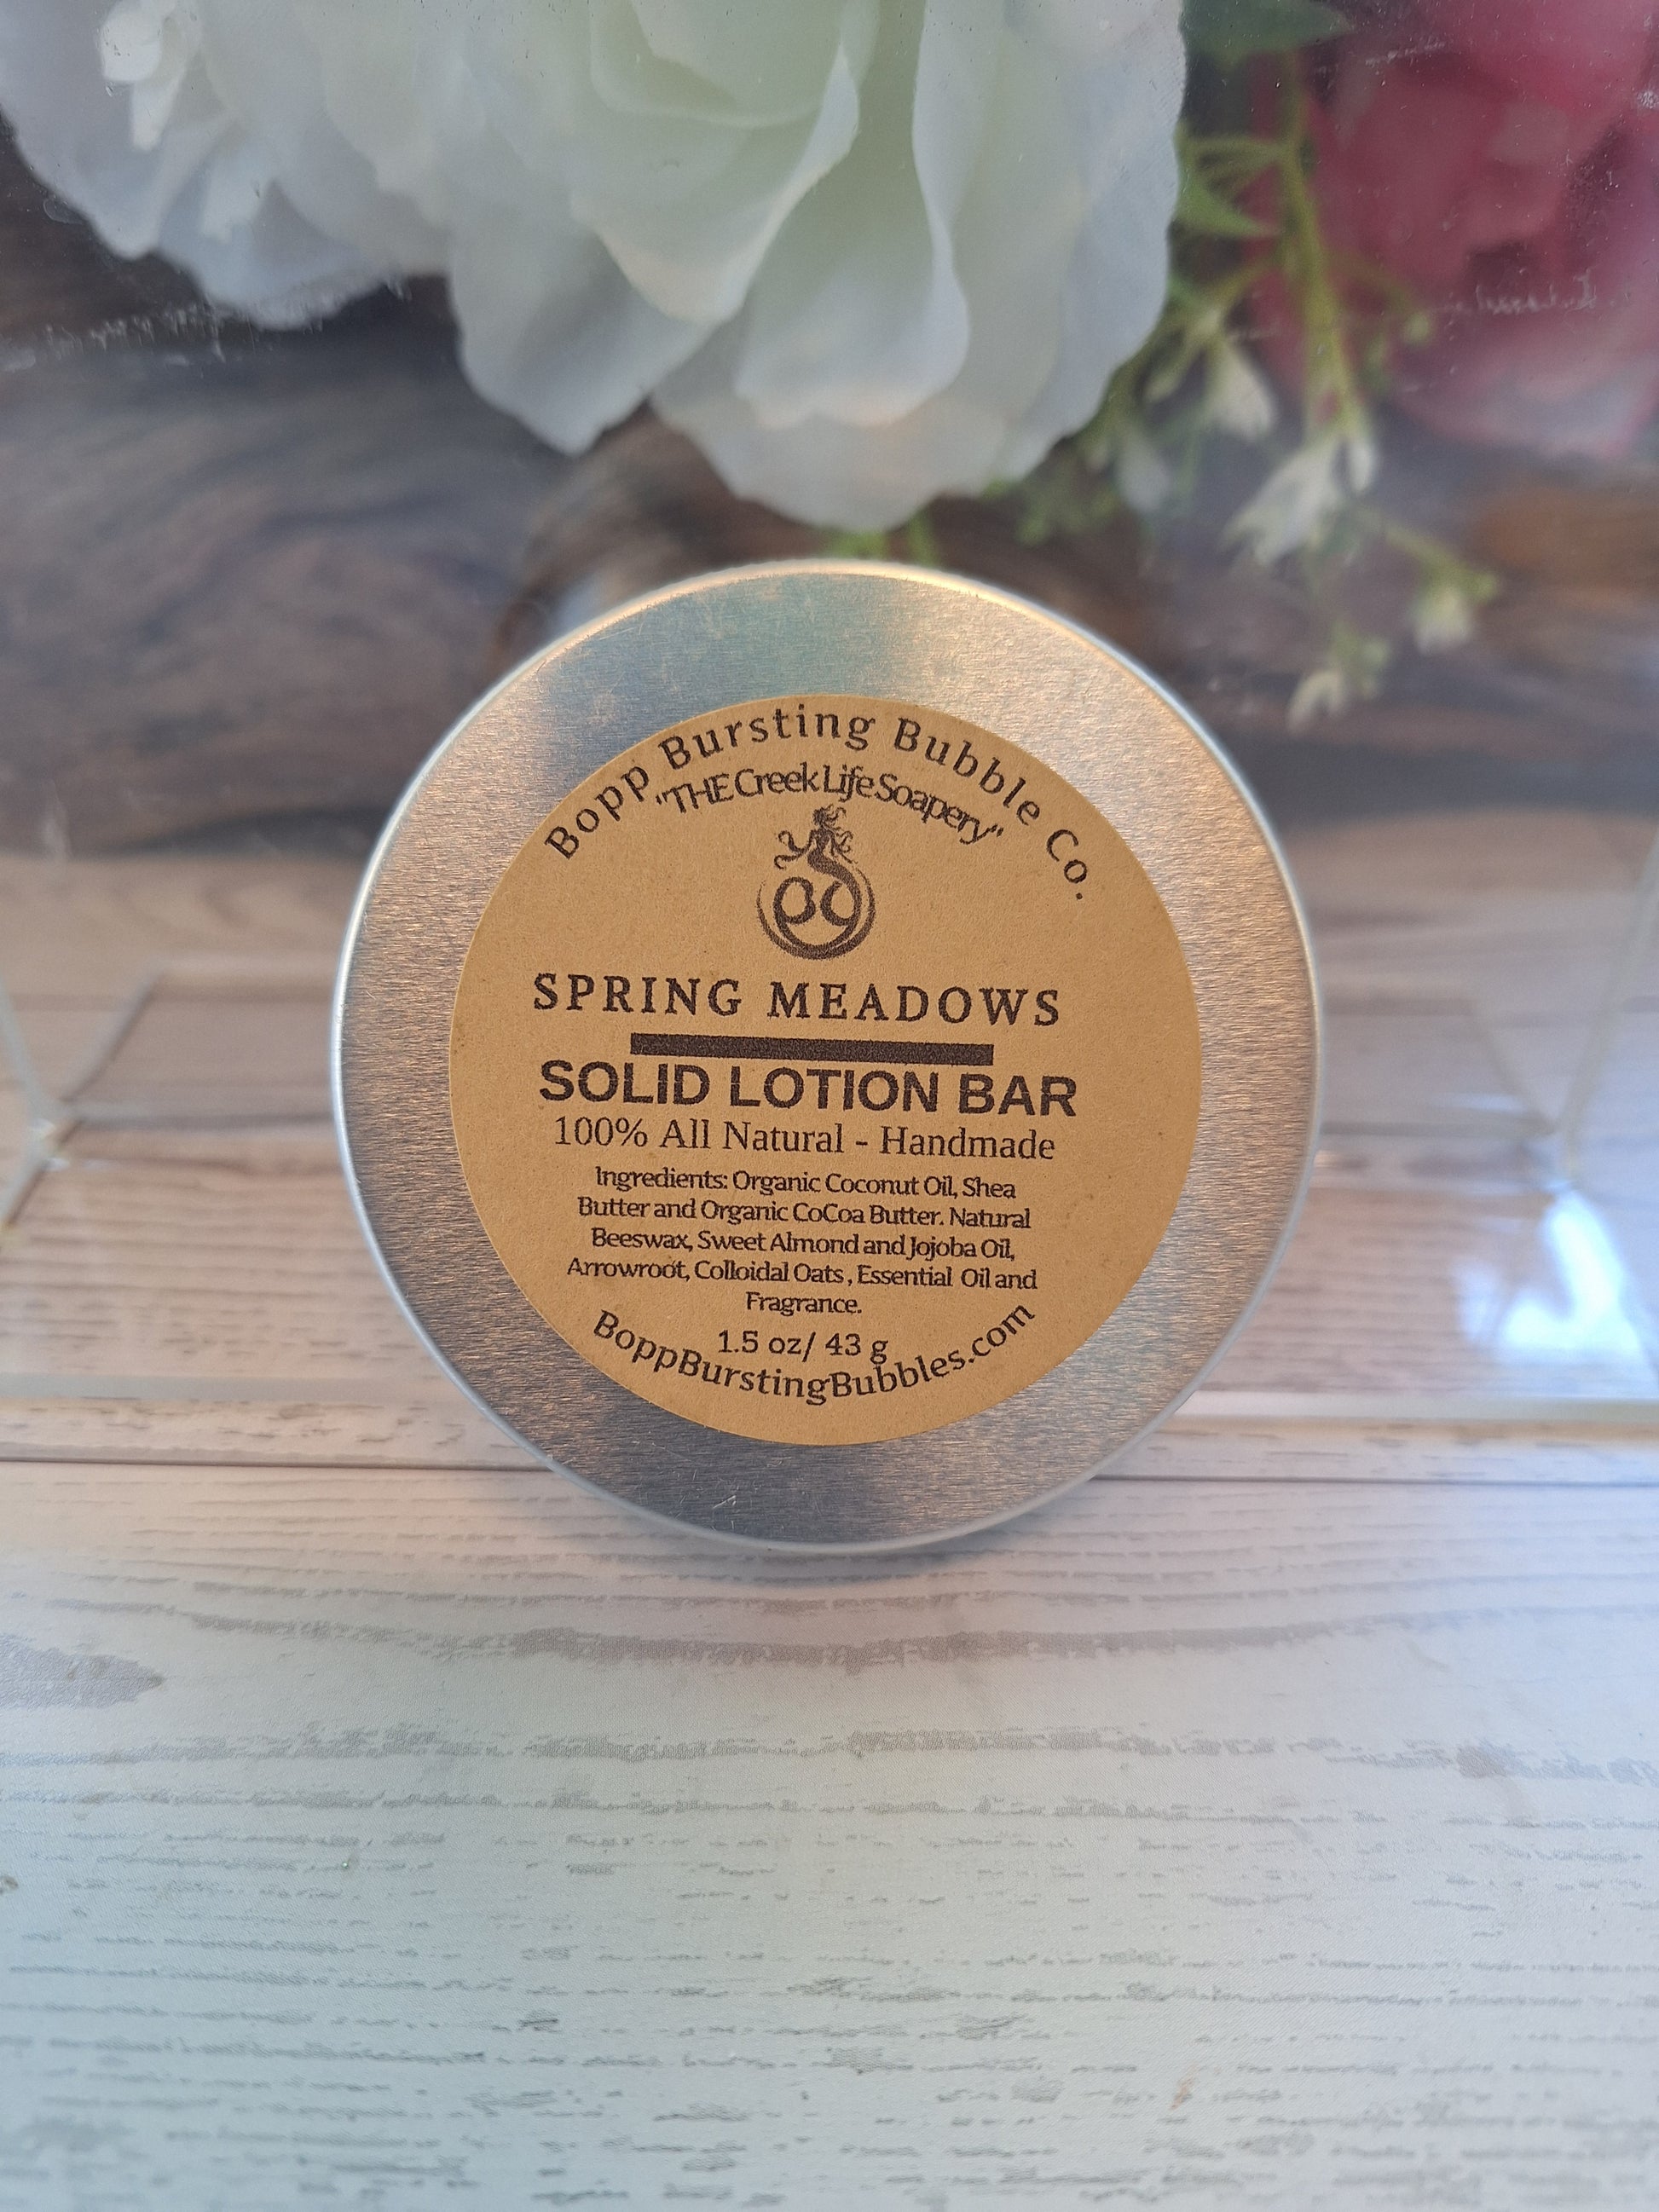 Bopp Bursting Bubble Co.
"THE Creek Life Soapery"
SPRING MEADOWS
SOLID LOTION BAR
100% All Natural - Handmade
Ingredients: Organic Coconut Oil, Shea
Butter and Organic CoCoa Butter. Natural
Beeswax, Sweet Almond and Jojoba Oil,
Arrowroot, Colloidal Oats , Essential Oil and
Fragrance.
1.5 oz/ 43 g
BoppBurstingBubbles.com